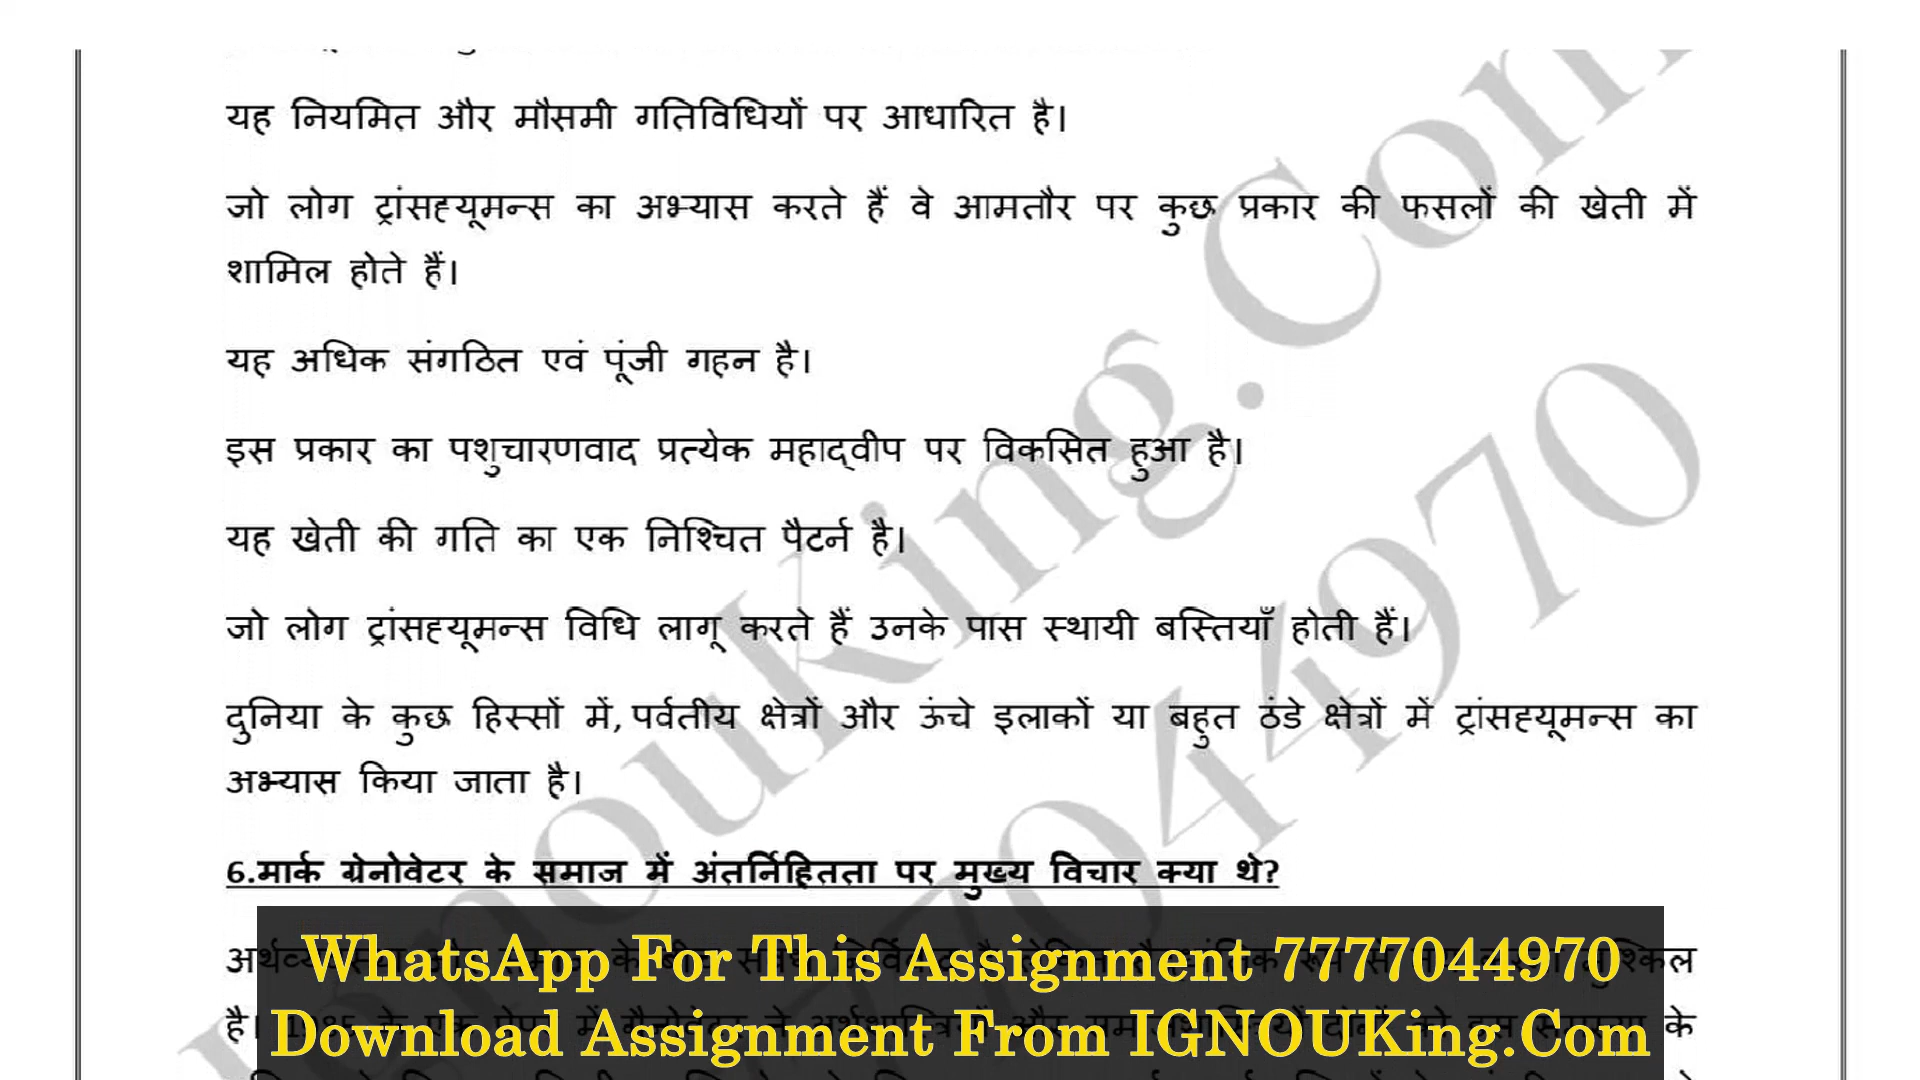 यह नियमित और मौसमी गतिविधियों पर आधारित है।
जो लोग ट्रांसह्यूमन्स का अभ्यास करते हैं वे आमतौर पर कुछ प्रकार की फसलों की खेती में
शामिल होते हैं।
यह अधिक संगठित एवं पूंजी गहन है।
इस प्रकार का पशुचारणवाद प्रत्येक महाद्वीप पर विकसित हुआ है।
यह खेती की गति का एक निश्चित पैटर्न है।
जो लोग ट्रांसह्यूमन्स विधि लागू करते हैं उनके पास स्थायी बस्तियाँ होती हैं।
दुनिया के कुछ हिस्सों में, पर्वतीय क्षेत्रों और ऊंचे इलाकों या बहुत ठंडे क्षेत्रों में ट्रांसह्यूमन्स का
अभ्यास किया जाता है।
6.मार्क ग्रेनोवेटर के समाज में अंतर्निहितता पर मुख्य विचार क्या थे?
WhatsApp For This Assignment 7777044970
है। के
Download Assignment From IGNOUKing.Com